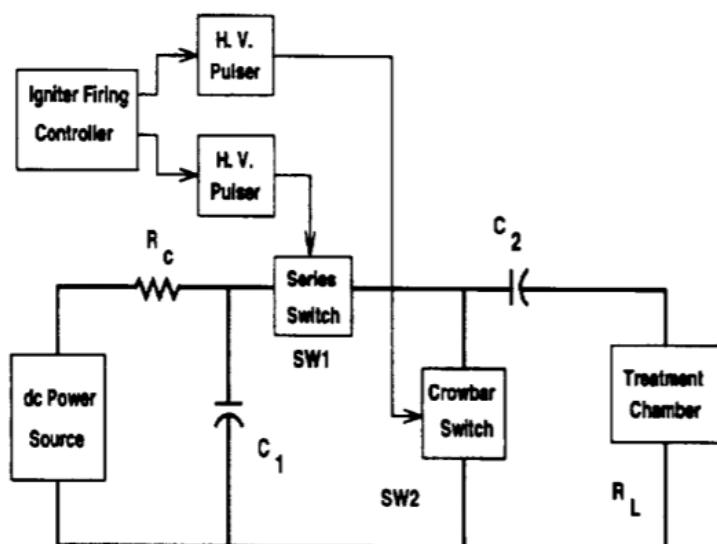 H. V.
Pulser
Igniter Firing
Controller
H. V.
Pulser
R c
C 2
Series
Switch
SW1
dc Power
Source
C 1
Crowbar
Switch
SW2
Treatment
Chamber
R L